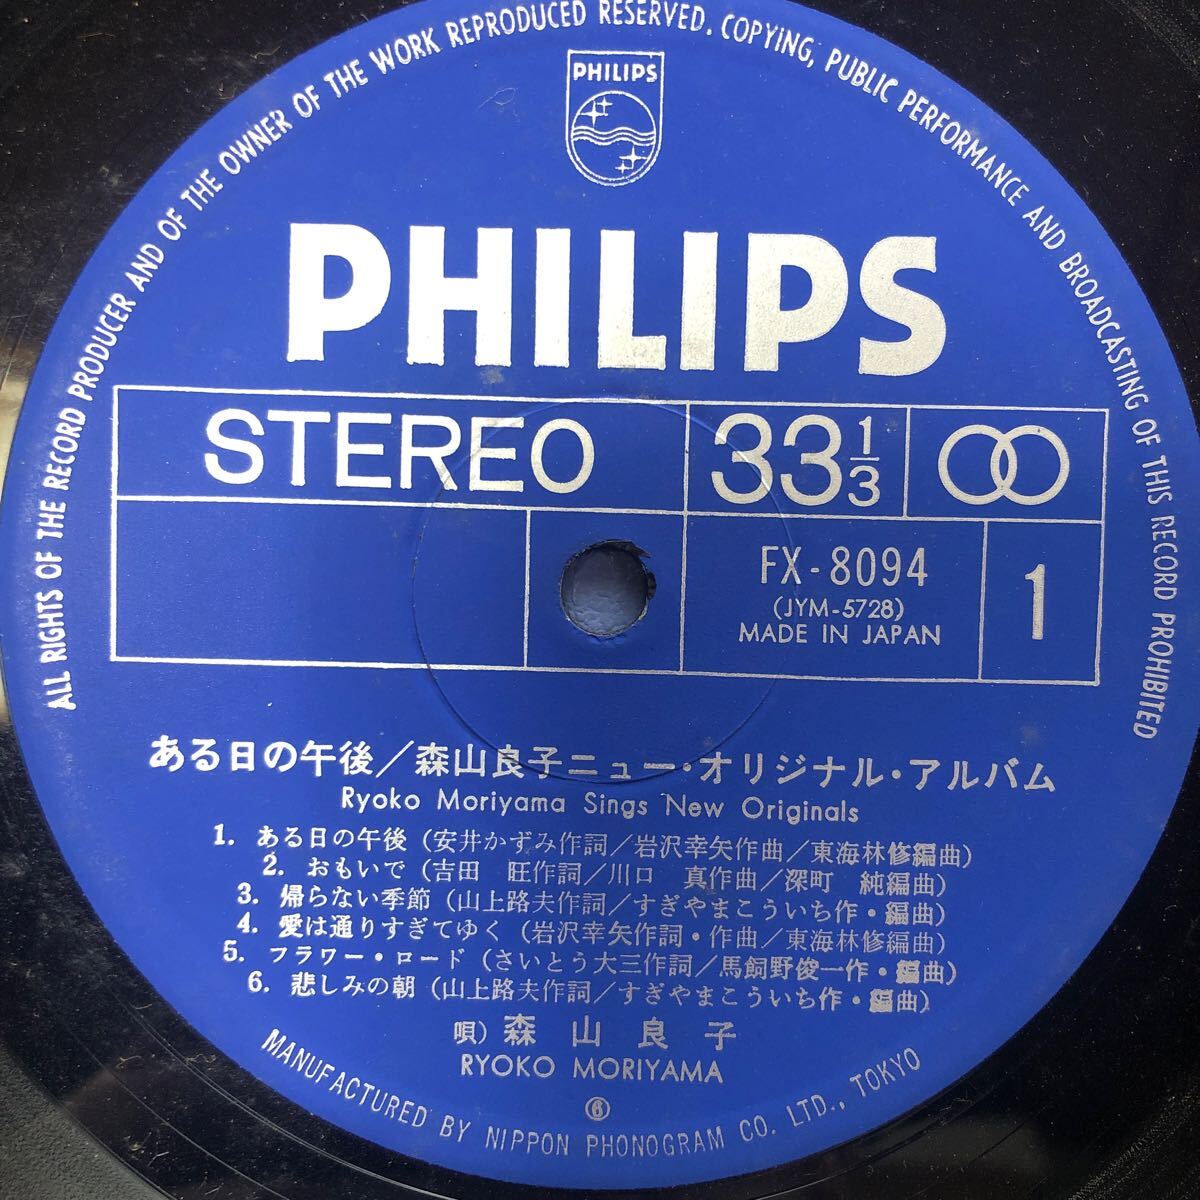 ALL RIGHTS OF THE RECORD PRODUCER AND OF THE OWNER OF THE WORK REPRODUCED RESERVED. COPYING, PUBLIC PERFORMANCE AND BROADCASTING OF THIS RECORD PROHIBITED
PHILIPS
PHILIPS
STEREO 33 1/3
FX-8094
(JYM-5728)
MADE IN JAPAN
1
ある日の午後／森山良子ニュー・オリジナル・アルバム
Ryoko Moriyama Sings New Originals
1. ある日の午後 (安井かずみ作詞／岩沢幸矢作曲／東海林修編曲)
2. おもいで (吉田 旺作詞／川口 真作曲／深町 純編曲)
3. 帰らない季節 (山上路夫作詞／すぎやまこういち作・編曲)
4. 愛は通りすぎてゆく (岩沢幸矢作詞・作曲／東海林修編曲)
5. フラワー・ロード (さいとう大三作詞／馬飼野俊一作・編曲)
6. 悲しみの朝 (山上路夫作詞／すぎやまこういち作・編曲)
唄) 森山良子
RYOKO MORIYAMA
⑥
MANUFACTURED BY NIPPON PHONOGRAM CO. LTD., TOKYO